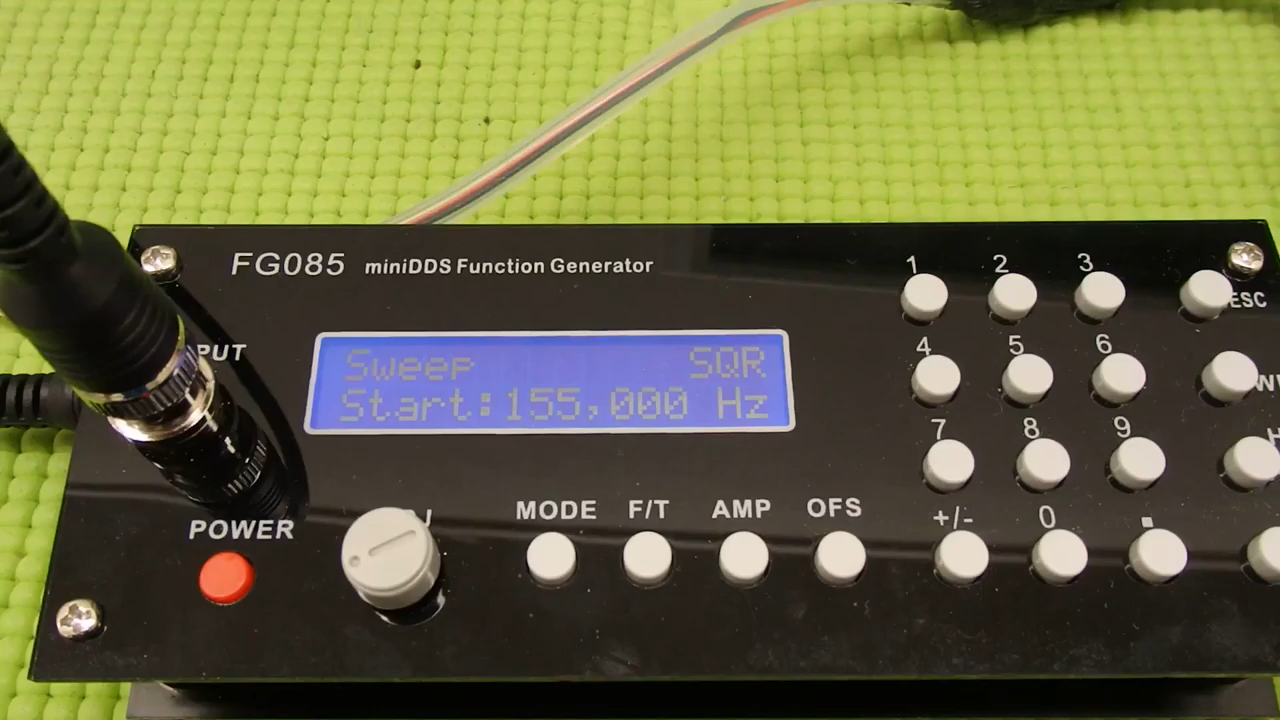 FG085 miniDDS Function Generator
Sweep SQR
Start:155,000 Hz
1 2 3 ESC
4 5 6
7 8 9
+/- 0 .
POWER
MODE F/T AMP OFS